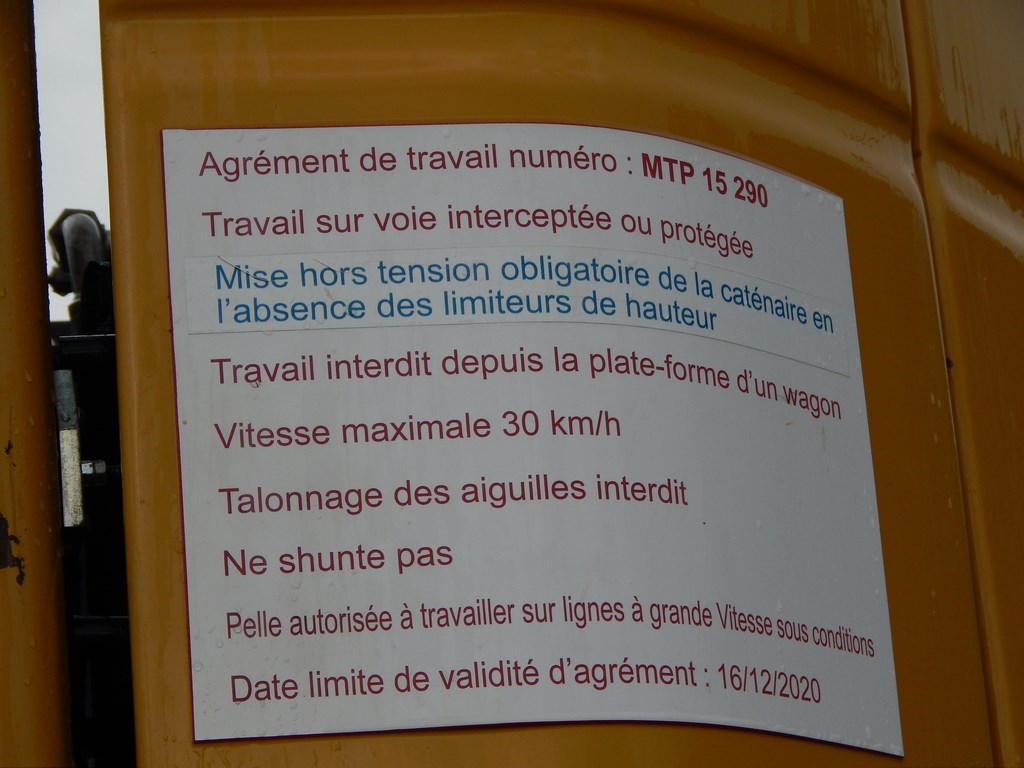 Agrément de travail numéro : MTP 15 290
Travail sur voie interceptée ou protégée
Mise hors tension obligatoire de la caténaire en
l'absence des limiteurs de hauteur
Travail interdit depuis la plate-forme d'un wagon
Vitesse maximale 30 km/h
Talonnage des aiguilles interdit
Ne shunte pas
Pelle autorisée à travailler sur lignes à grande Vitesse sous conditions
Date limite de validité d'agrément : 16/12/2020